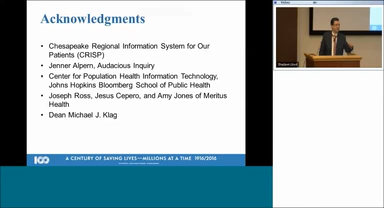 Acknowledgments
• Chesapeake Regional Information System for Our
Patients (CRISP)
• Jenner Alpern, Audacious Inquiry
• Center for Population Health Information Technology,
Johns Hopkins Bloomberg School of Public Health
• Joseph Ross, Jesus Cepero, and Amy Jones of Meritus
Health
• Dean Michael J. Klag
100
A CENTURY OF SAVING LIVES—MILLIONS AT A TIME 1916/2016